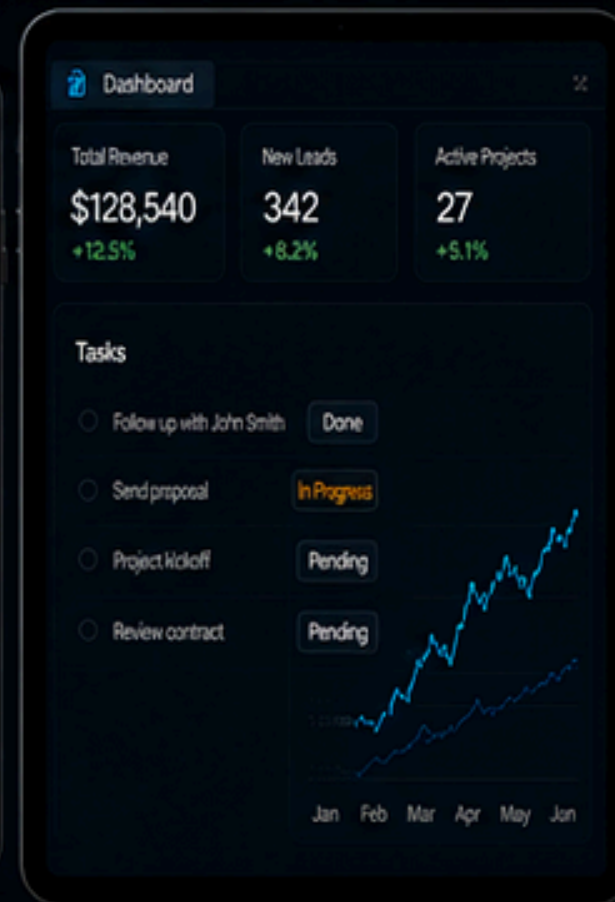 Dashboard
Total Revenue
New Leads
Active Projects
$128,540
342
27
+12.5%
+8.2%
+5.1%
Tasks
Follow up with John Smith
Done
Send proposal
In Progress
Project kickoff
Pending
Review contract
Pending
Jan Feb Mar Apr May Jun